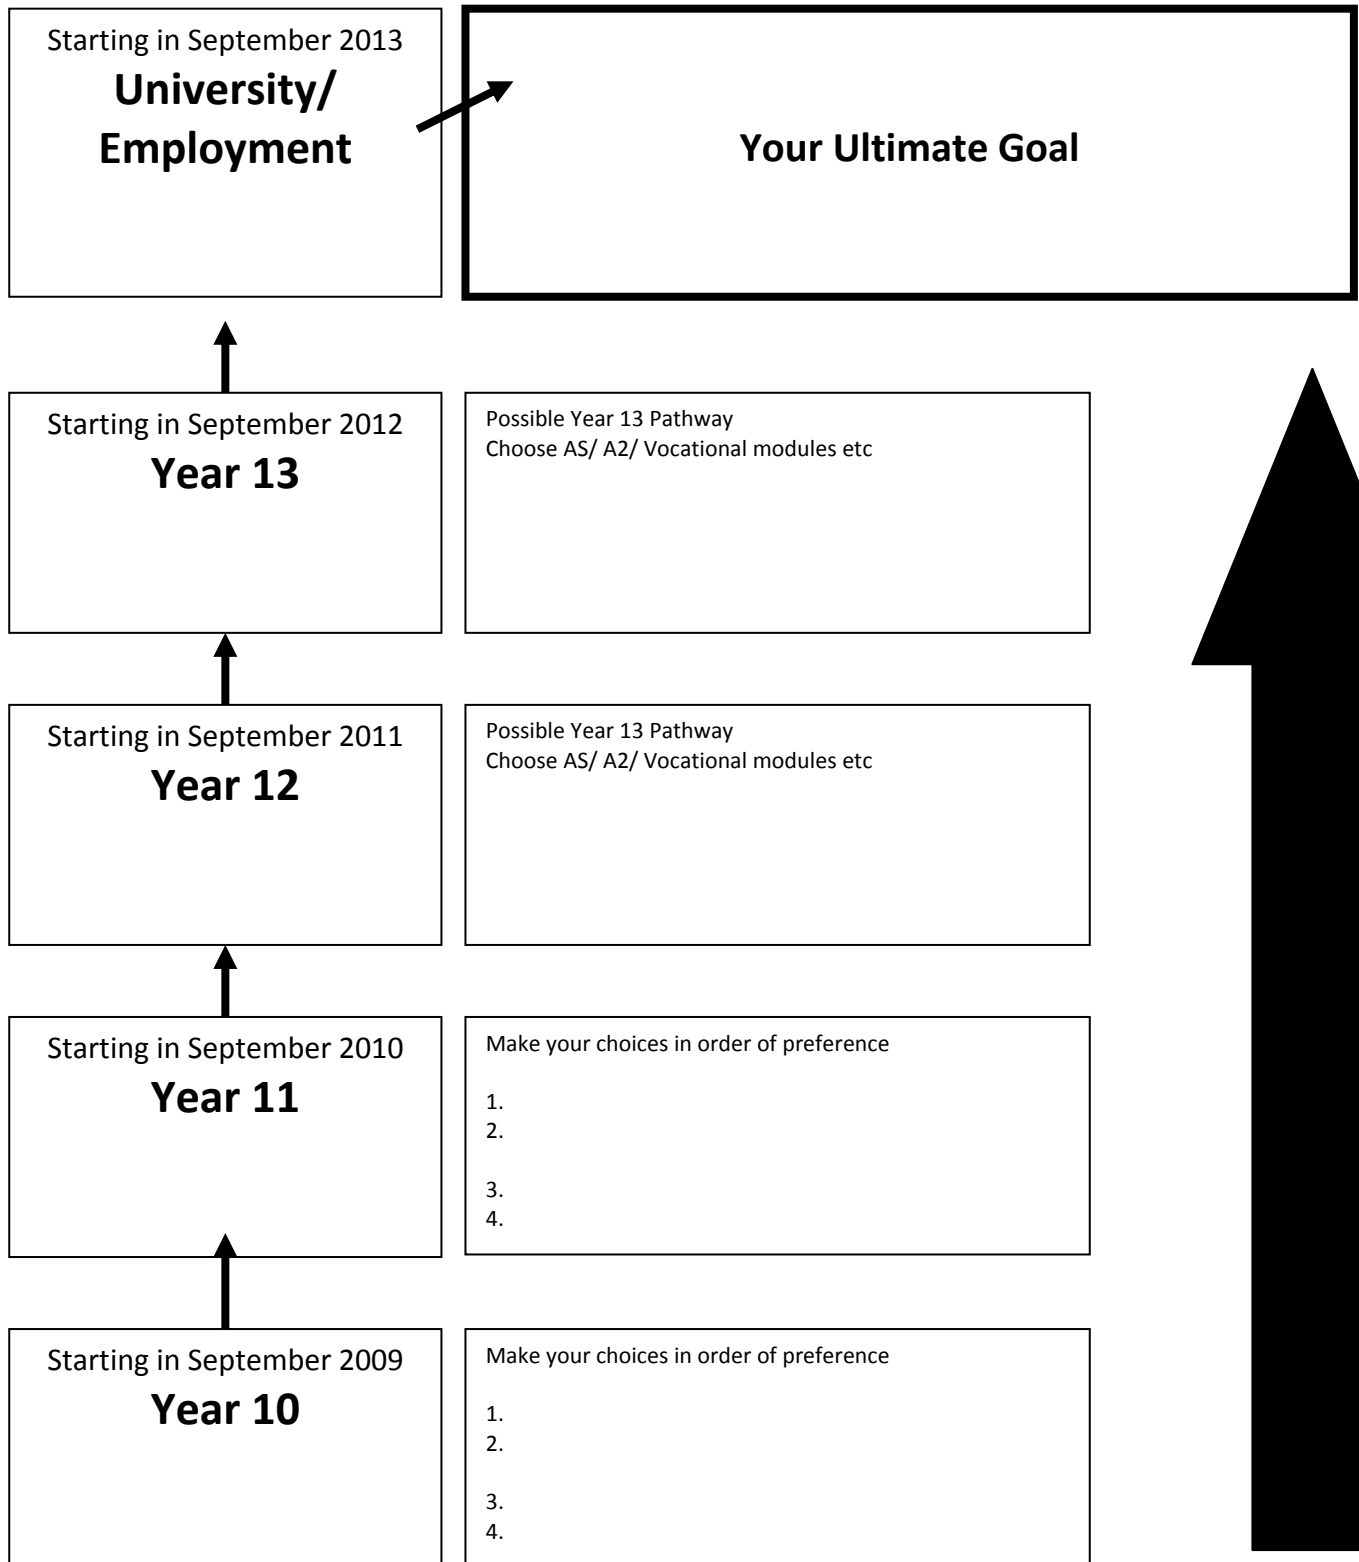 Starting in September 2013
University/
Employment
Your Ultimate Goal
Starting in September 2012
Year 13
Possible Year 13 Pathway
Choose AS/ A2/ Vocational modules etc
Starting in September 2011
Year 12
Possible Year 13 Pathway
Choose AS/ A2/ Vocational modules etc
Starting in September 2010
Year 11
Make your choices in order of preference
1.
2.
3.
4.
Starting in September 2009
Year 10
Make your choices in order of preference
1.
2.
3.
4.